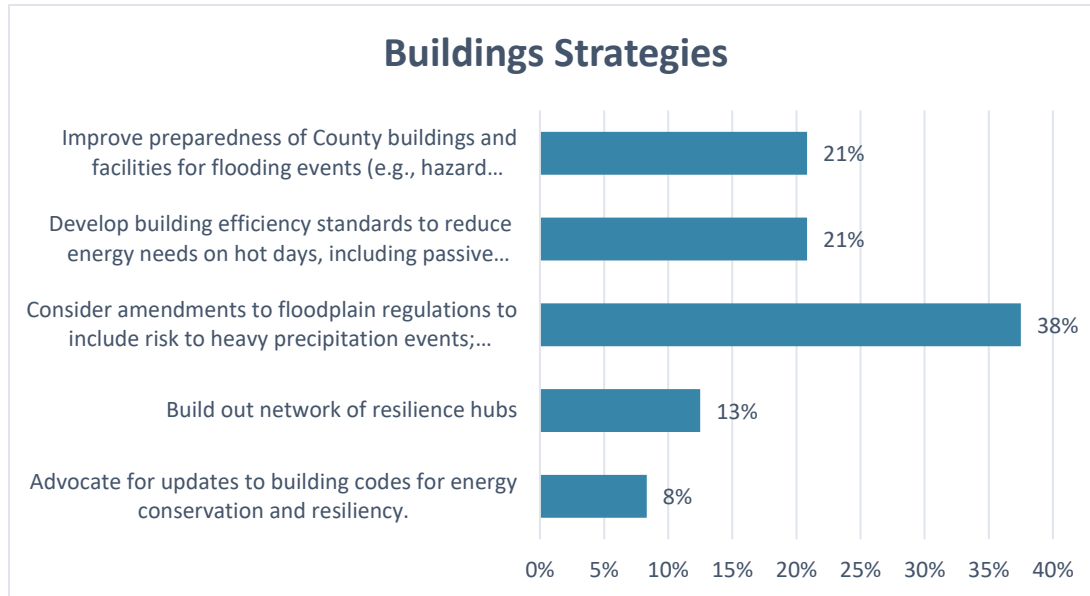 Buildings Strategies
Improve preparedness of County buildings and
facilities for flooding events (e.g., hazard…
21%
Develop building efficiency standards to reduce
energy needs on hot days, including passive…
21%
Consider amendments to floodplain regulations to
include risk to heavy precipitation events;…
38%
Build out network of resilience hubs
13%
Advocate for updates to building codes for energy
conservation and resiliency.
8%
0% 5% 10% 15% 20% 25% 30% 35% 40%